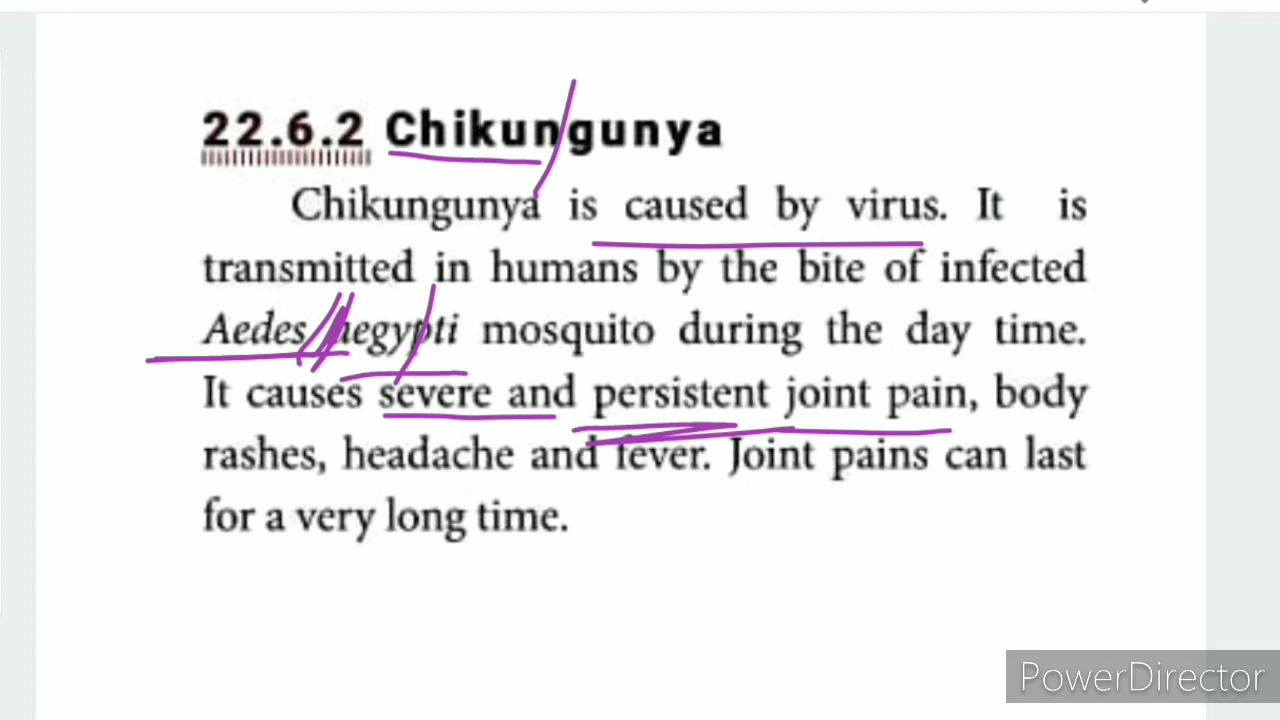 22.6.2 Chikungunya
Chikungunya is caused by virus. It is
transmitted in humans by the bite of infected
Aedes aegypti mosquito during the day time.
It causes severe and persistent joint pain, body
rashes, headache and fever. Joint pains can last
for a very long time.
PowerDirector